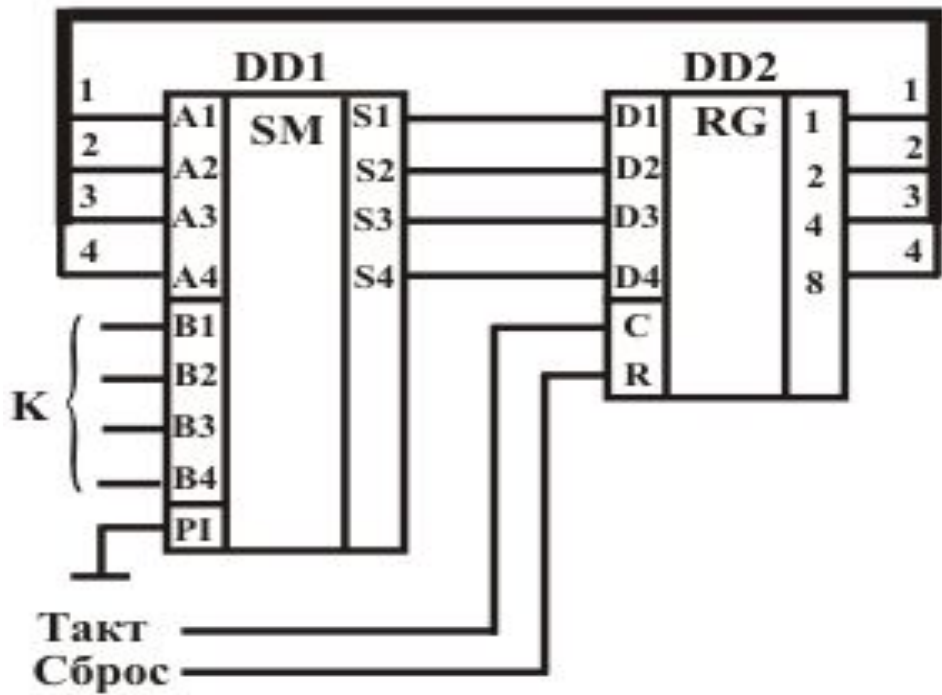 DD1 DD2
1 A1 SM S1 D1 RG 1 1
2 A2 S2 D2 2 2
3 A3 S3 D3 4 3
4 A4 S4 D4 8 4
B1 C
B2 R
K B3
B4
PI
Такт
Сброс